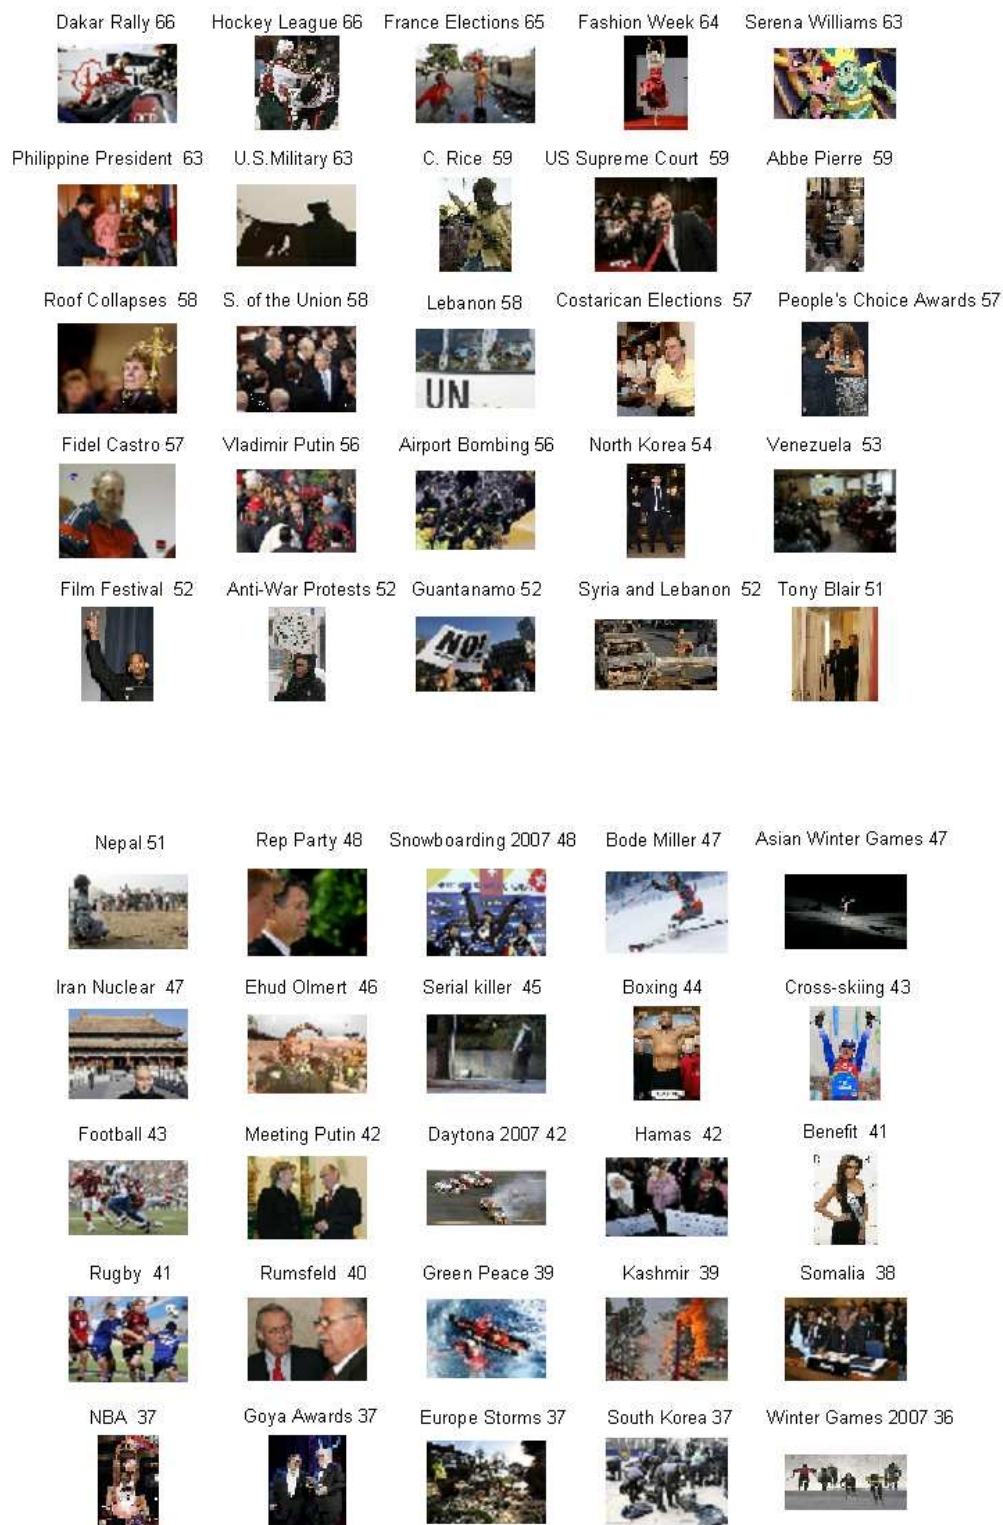 Dakar Rally 66 Hockey League 66 France Elections 65 Fashion Week 64 Serena Williams 63
Philippine President 63 U.S.Military 63 C. Rice 59 US Supreme Court 59 Abbe Pierre 59
Roof Collapses 58 S. of the Union 58 Lebanon 58 Costarican Elections 57 People's Choice Awards 57
UN
Fidel Castro 57 Vladimir Putin 56 Airport Bombing 56 North Korea 54 Venezuela 53
Film Festival 52 Anti-War Protests 52 Guantanamo 52 Syria and Lebanon 52 Tony Blair 51
NO!
Nepal 51 Rep Party 48 Snowboarding 2007 48 Bode Miller 47 Asian Winter Games 47
Iran Nuclear 47 Ehud Olmert 46 Serial killer 45 Boxing 44 Cross-skiing 43
Football 43 Meeting Putin 42 Daytona 2007 42 Hamas 42 Benefit 41
Rugby 41 Rumsfeld 40 Green Peace 39 Kashmir 39 Somalia 38
NBA 37 Goya Awards 37 Europe Storms 37 South Korea 37 Winter Games 2007 36